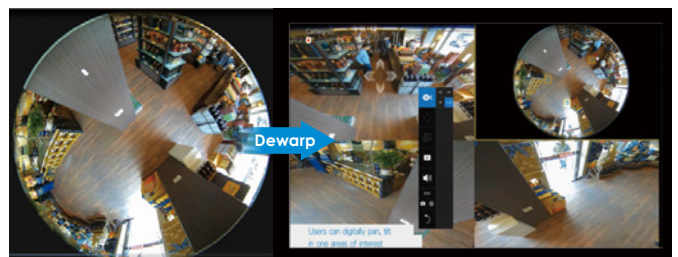 Dewarp
Users can digitally pan, tilt
in one areas of interest